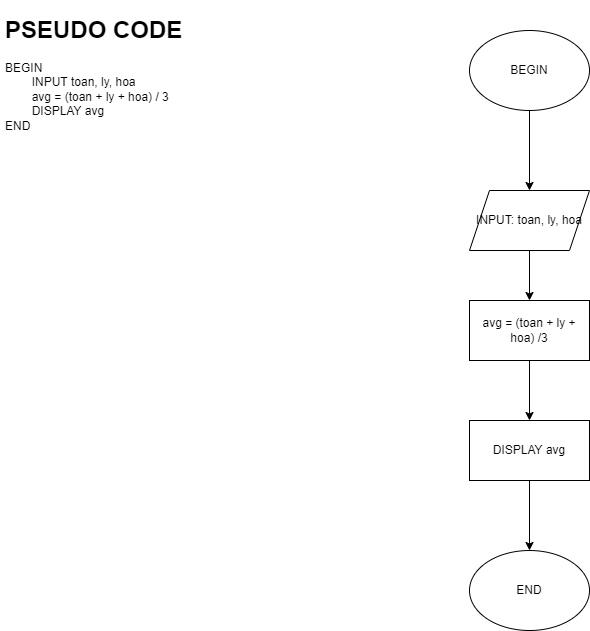 PSEUDO CODE
BEGIN
INPUT toan, ly, hoa
avg = (toan + ly + hoa) / 3
DISPLAY avg
END
BEGIN
INPUT: toan, ly, hoa
avg = (toan + ly +
hoa) /3
DISPLAY avg
END